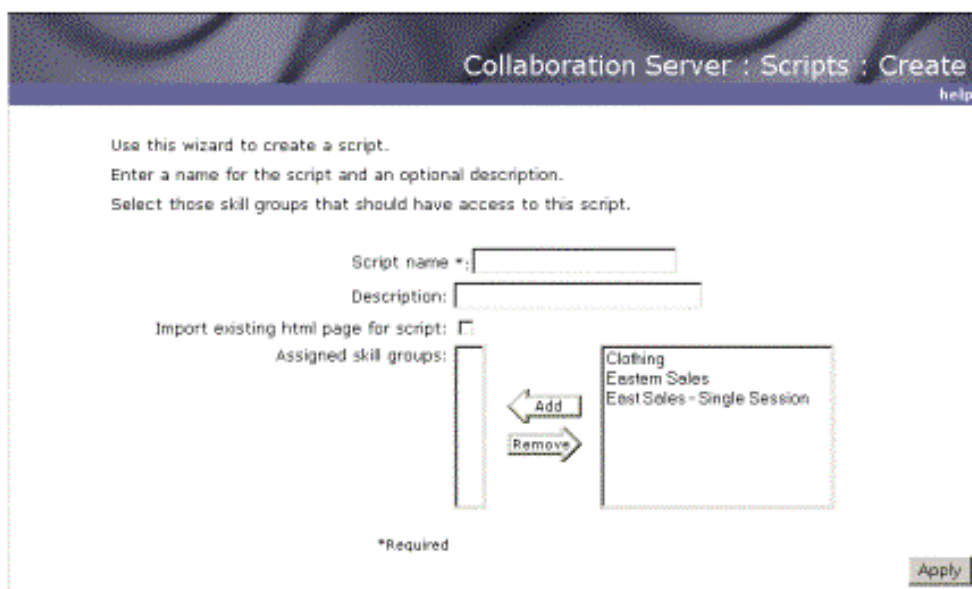 Collaboration Server : Scripts : Create
help
Use this wizard to create a script.
Enter a name for the script and an optional description.
Select those skill groups that should have access to this script.
Script name *:
Description:
Import existing html page for script:
Assigned skill groups:
Clothing
Eastern Sales
East Sales - Single Session
Add
Remove
*Required
Apply